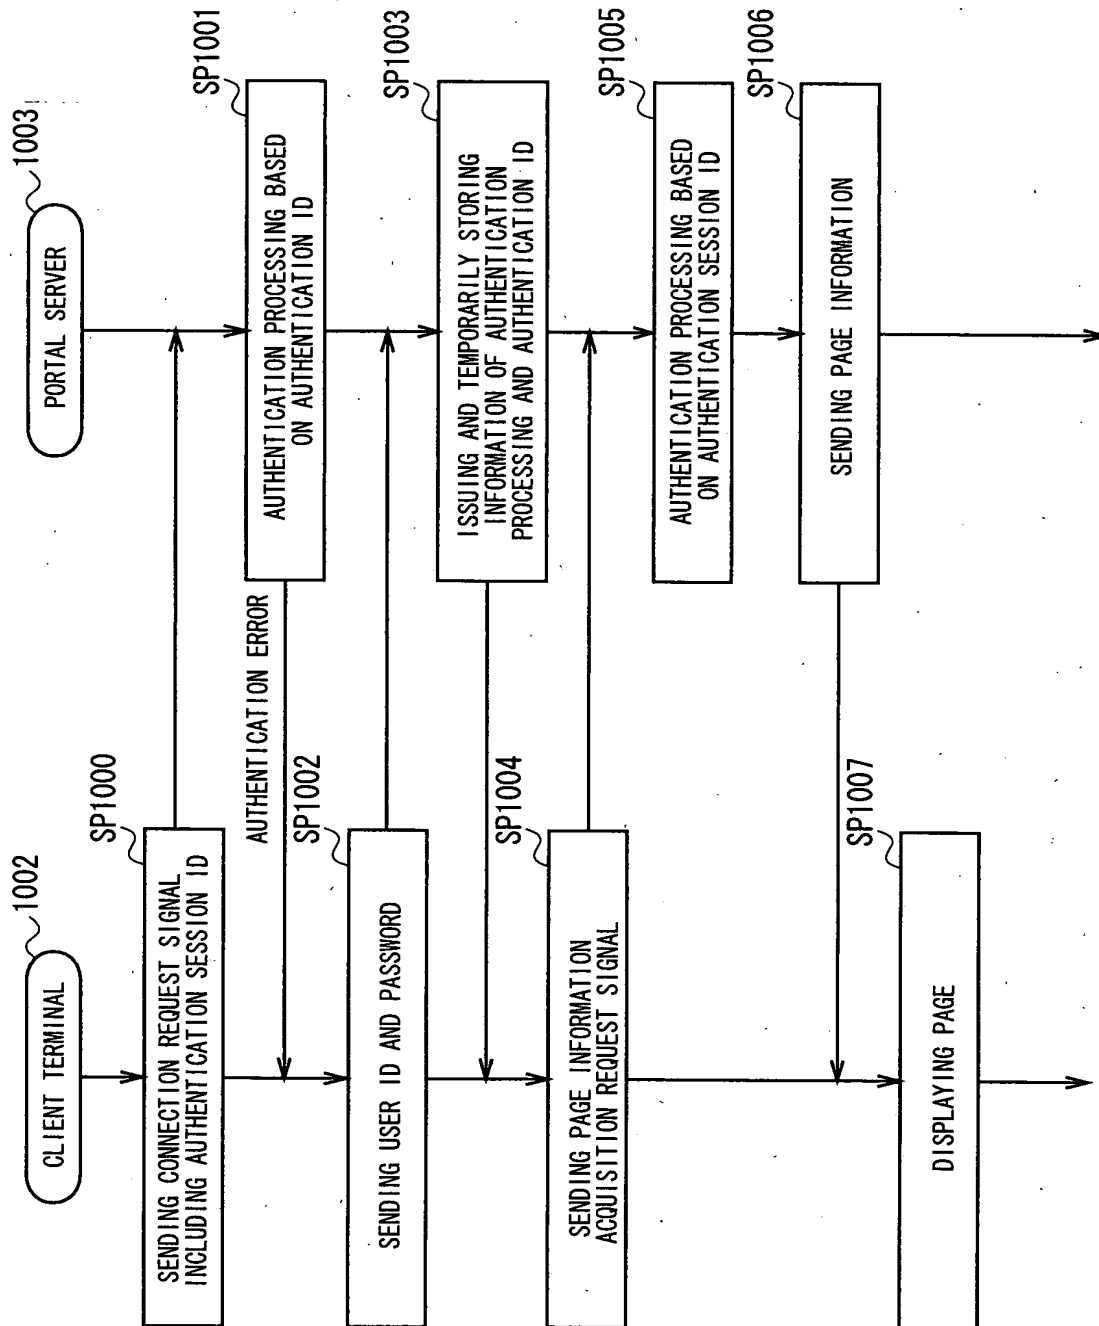 CLIENT TERMINAL
1002
PORTAL SERVER
1003
SP1000
SENDING CONNECTION REQUEST SIGNAL
INCLUDING AUTHENTICATION SESSION ID
SP1001
AUTHENTICATION PROCESSING BASED
ON AUTHENTICATION ID
AUTHENTICATION ERROR
SP1002
SENDING USER ID AND PASSWORD
SP1003
ISSUING AND TEMPORARILY STORING
INFORMATION OF AUTHENTICATION
PROCESSING AND AUTHENTICATION ID
SP1004
SENDING PAGE INFORMATION
ACQUISITION REQUEST SIGNAL
SP1005
AUTHENTICATION PROCESSING BASED
ON AUTHENTICATION SESSION ID
SP1006
SENDING PAGE INFORMATION
SP1007
DISPLAYING PAGE